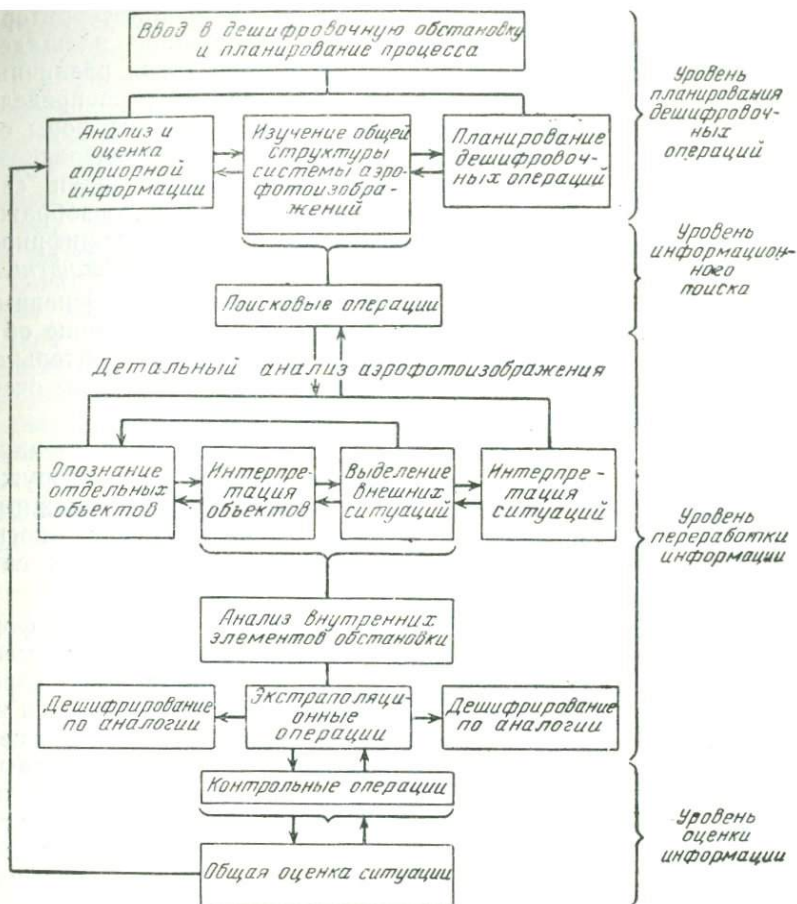 Ввод в дешифровочную обстановку
и планирование процесса
Анализ и
оценка
априорной
информации
Изучение общей
структуры
системы аэро-
фотоизобра-
жений
Планирование
дешифровоч-
ных операций
Уровень
планирования
дешифровоч-
ных
операций
Уровень
информацион-
ного
поиска
Поисковые операции
Детальный анализ аэрофотоизображения
Опознание
отдельных
объектов
Интерпре-
тация
объектов
Выделение
внешних
ситуаций
Интерпре-
тация
ситуаций
Уровень
переработки
информации
Анализ внутренних
элементов обстановки
Дешифрирование
по аналогии
Экстраполяци-
онные
операции
Дешифрирование
по аналогии
Контрольные операции
Общая оценка ситуации
Уровень
оценки
информации